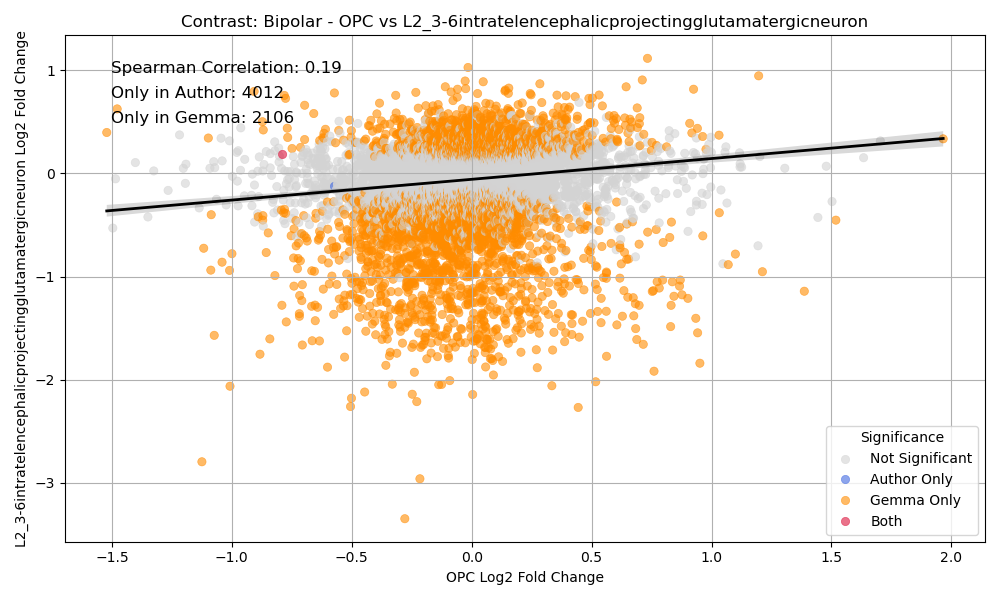 Contrast: Bipolar - OPC vs L2_3-6intratelencephalicprojectingglutamatergicneuron
L2_3-6intratelencephalicprojectingglutamatergicneuron Log2 Fold Change
1
0
−1
−2
−3
Spearman Correlation: 0.19
Only in Author: 4012
Only in Gemma: 2106
Significance
Not Significant
Author Only
Gemma Only
Both
−1.5
−1.0
−0.5
0.0
0.5
1.0
1.5
2.0
OPC Log2 Fold Change